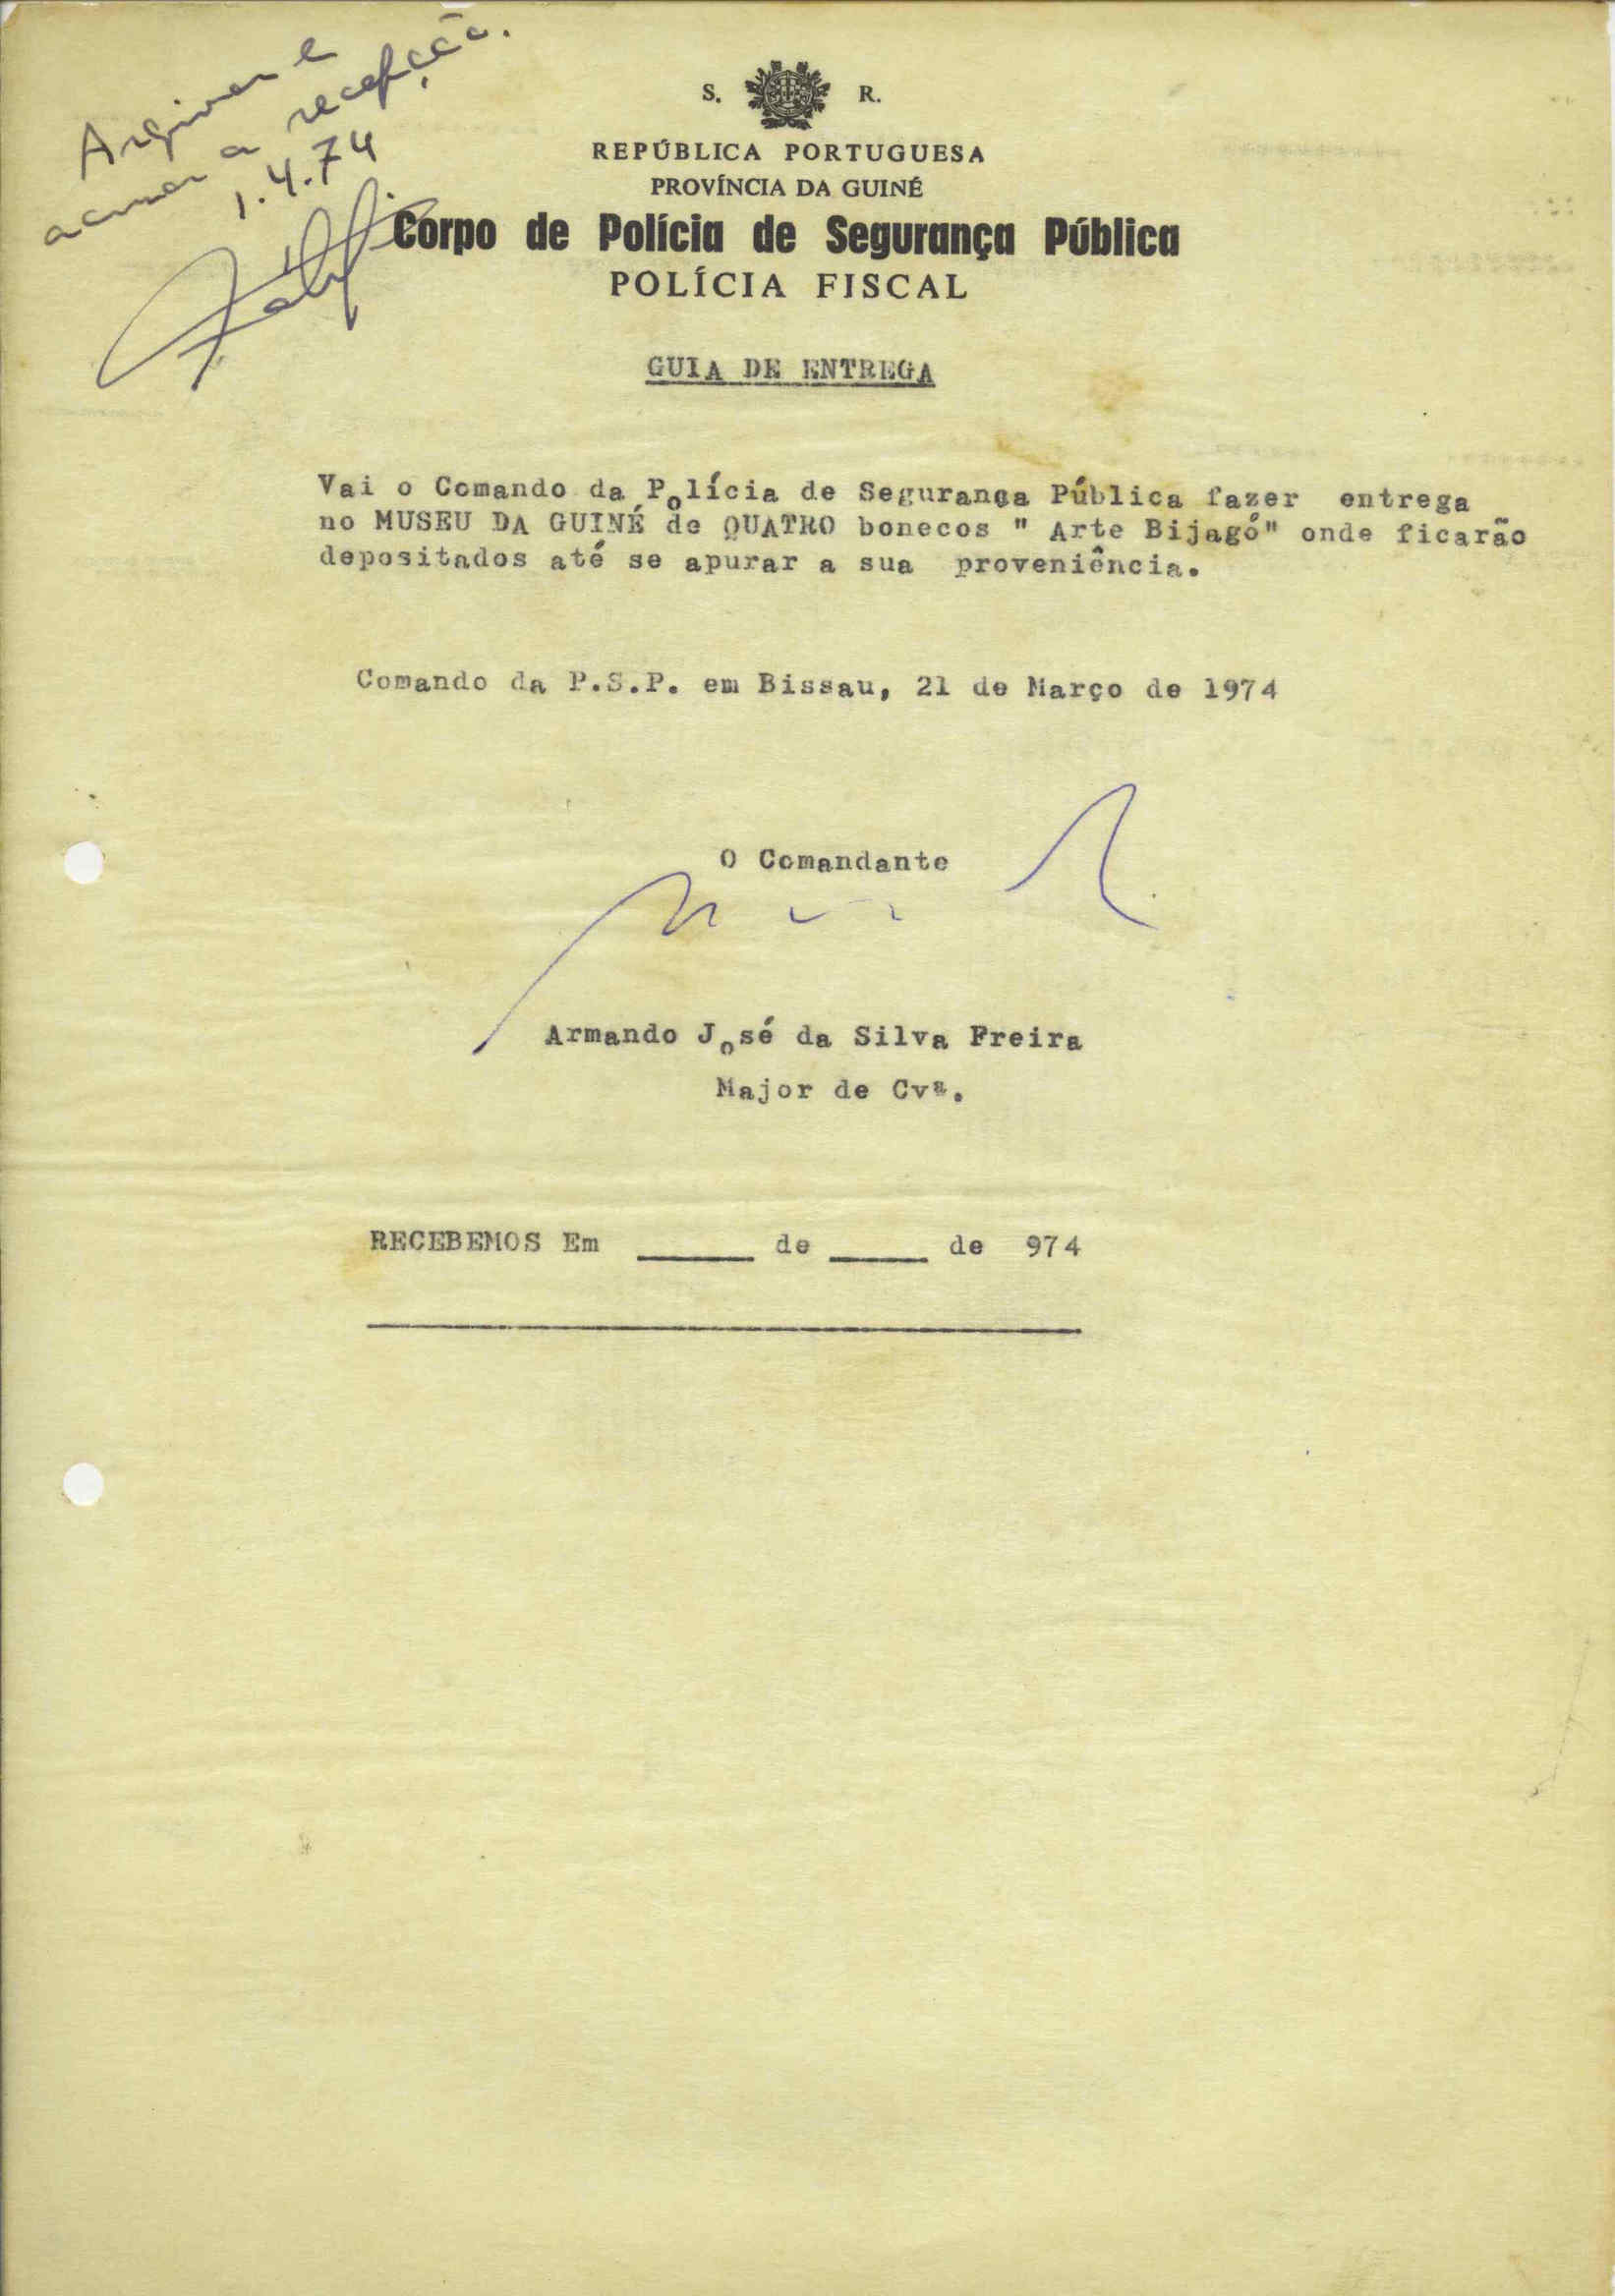 Arquivar e
acusar a recepção.
1.4.74
S. R.
REPÚBLICA PORTUGUESA
PROVÍNCIA DA GUINÉ
Corpo de Polícia de Segurança Pública
POLÍCIA FISCAL
GUIA DE ENTREGA
Vai o Comando da Polícia de Segurança Pública fazer entrega
no MUSEU DA GUINÉ de QUATRO bonecos " Arte Bijagó" onde ficarão
depositados até se apurar a sua proveniência.
Comando da P.S.P. em Bissau, 21 de Março de 1974
O Comandante
Armando José da Silva Freira
Major de Cvª.
RECEBEMOS Em ______ de _____ de 974